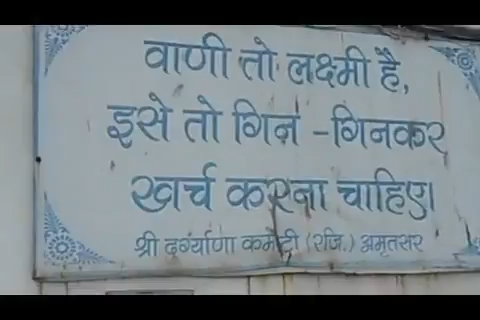 वाणी तो लक्ष्मी है,
इसे तो गिन -गिनकर
खर्च करना चाहिए।
श्री दुर्ग्याणा कमेटी (रजि.) अमृतसर